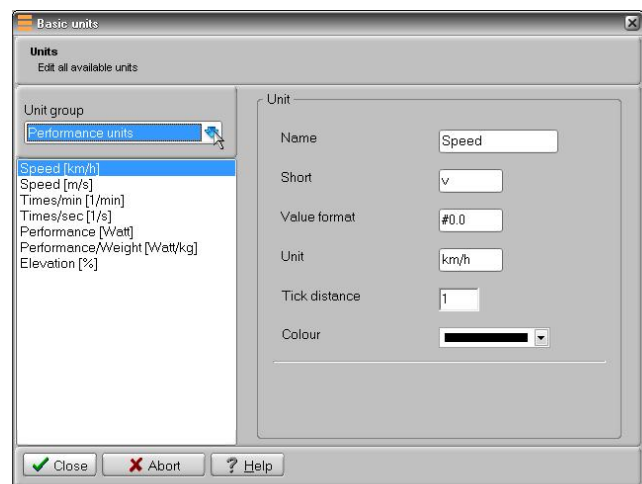 Basic units
Units
Edit all available units
Unit group
Performance units
Speed [km/h]
Speed [m/s]
Times/min [1/min]
Times/sec [1/s]
Performance [Watt]
Performance/Weight [Watt/kg]
Elevation [%]
Unit
Name
Speed
Short
v
Value format
#0.0
Unit
km/h
Tick distance
1
Colour
Close
Abort
? Help